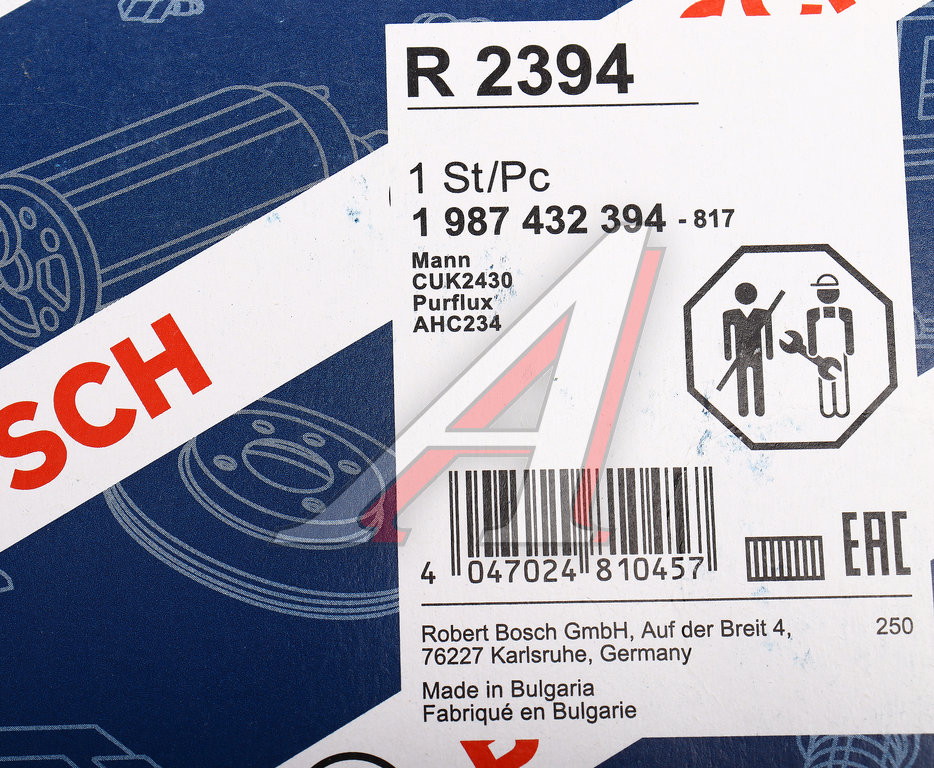 R 2394
1 St/Pc
1 987 432 394 - 817
Mann
CUK2430
Purflux
AHC234
SCH
4 047024 810457
EAC
Robert Bosch GmbH, Auf der Breit 4, 250
76227 Karlsruhe, Germany
Made in Bulgaria
Fabriqué en Bulgarie